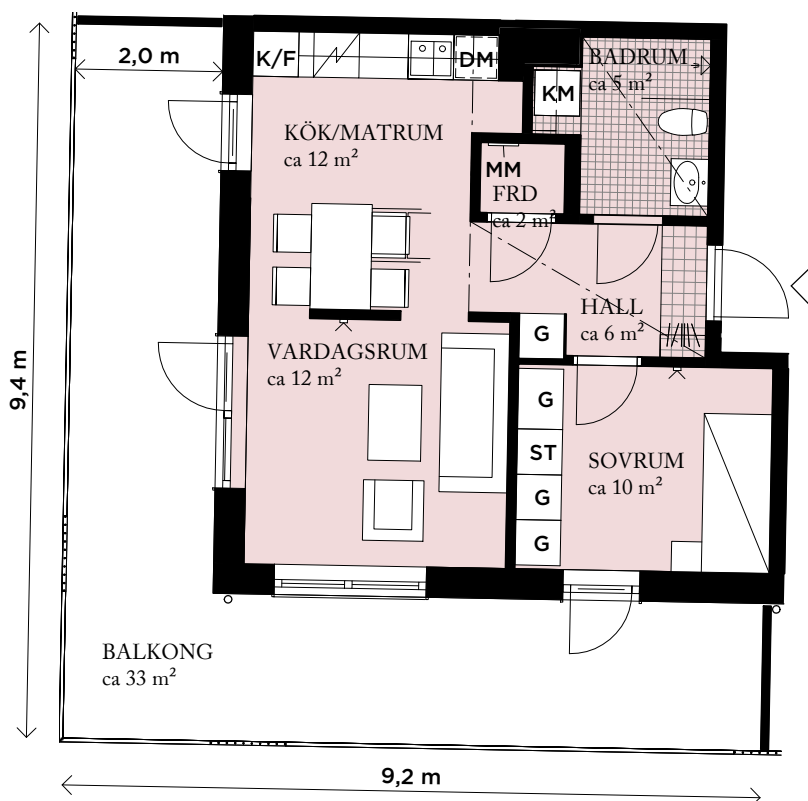 2,0 m
K/F
DM
BADRUM
ca 5 m²
KM
KÖK/MATRUM
ca 12 m²
MM
FRD
ca 2 m²
HALL
ca 6 m²
G
VARDAGSRUM
ca 12 m²
9,4 m
G
ST
G
G
SOVRUM
ca 10 m²
BALKONG
ca 33 m²
9,2 m